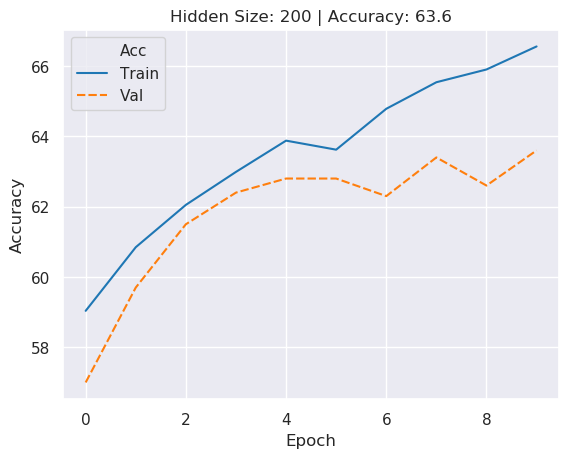 Hidden Size: 200 | Accuracy: 63.6
Acc
Train
Val
66
64
62
60
58
Accuracy
0 2 4 6 8
Epoch